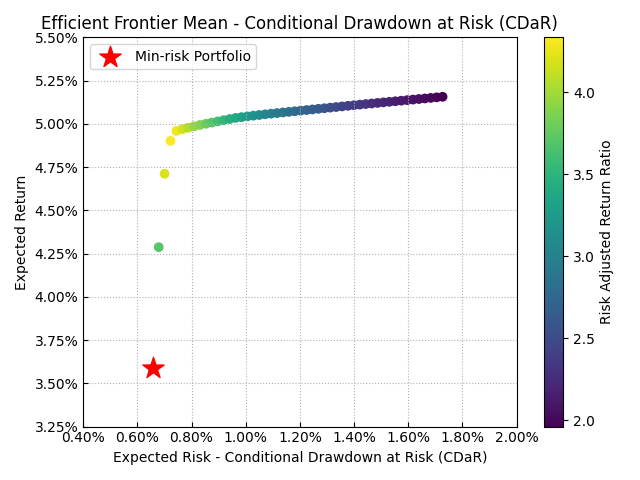 Efficient Frontier Mean - Conditional Drawdown at Risk (CDaR)
Min-risk Portfolio
5.50%
5.25%
5.00%
4.75%
4.50%
4.25%
4.00%
3.75%
3.50%
3.25%
Expected Return
0.40% 0.60% 0.80% 1.00% 1.20% 1.40% 1.60% 1.80% 2.00%
Expected Risk - Conditional Drawdown at Risk (CDaR)
4.0
3.5
3.0
2.5
2.0
Risk Adjusted Return Ratio